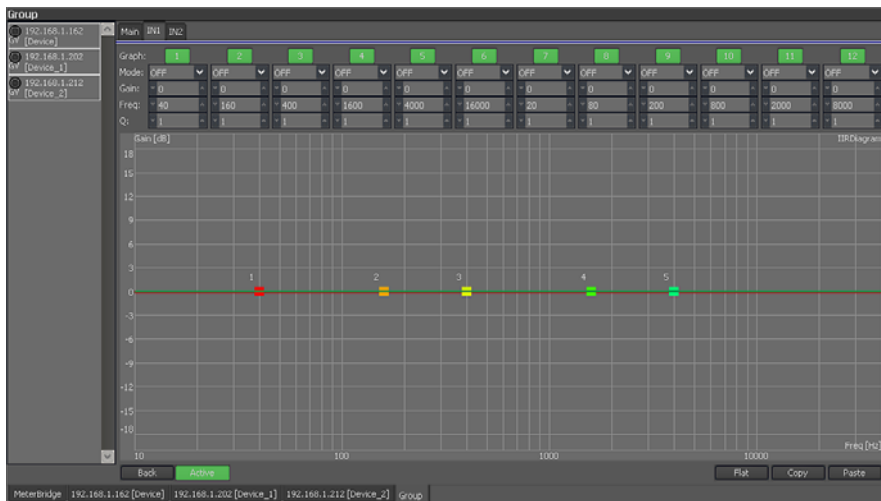 Group
192.168.1.162
[Device]
192.168.1.202
[Device_1]
192.168.1.212
[Device_2]
Main IN1 IN2
Graph: 1 2 3 4 5 6 7 8 9 10 11 12
Mode: OFF OFF OFF OFF OFF OFF OFF OFF OFF OFF OFF OFF
Gain: 0 0 0 0 0 0 0 0 0 0 0 0
Freq: 40 160 400 1600 4000 16000 20 80 200 800 2000 8000
Q: 1 1 1 1 1 1 1 1 1 1 1 1
Gain [dB] IIRDiagram
18
15
12
9
6
3
1 2 3 4 5
0
-3
-6
-9
-12
-15
-18
Freq [Hz]
10 100 1000 10000
Back Active Flat Copy Paste
MeterBridge 192.168.1.162 [Device] 192.168.1.202 [Device_1] 192.168.1.212 [Device_2] Group